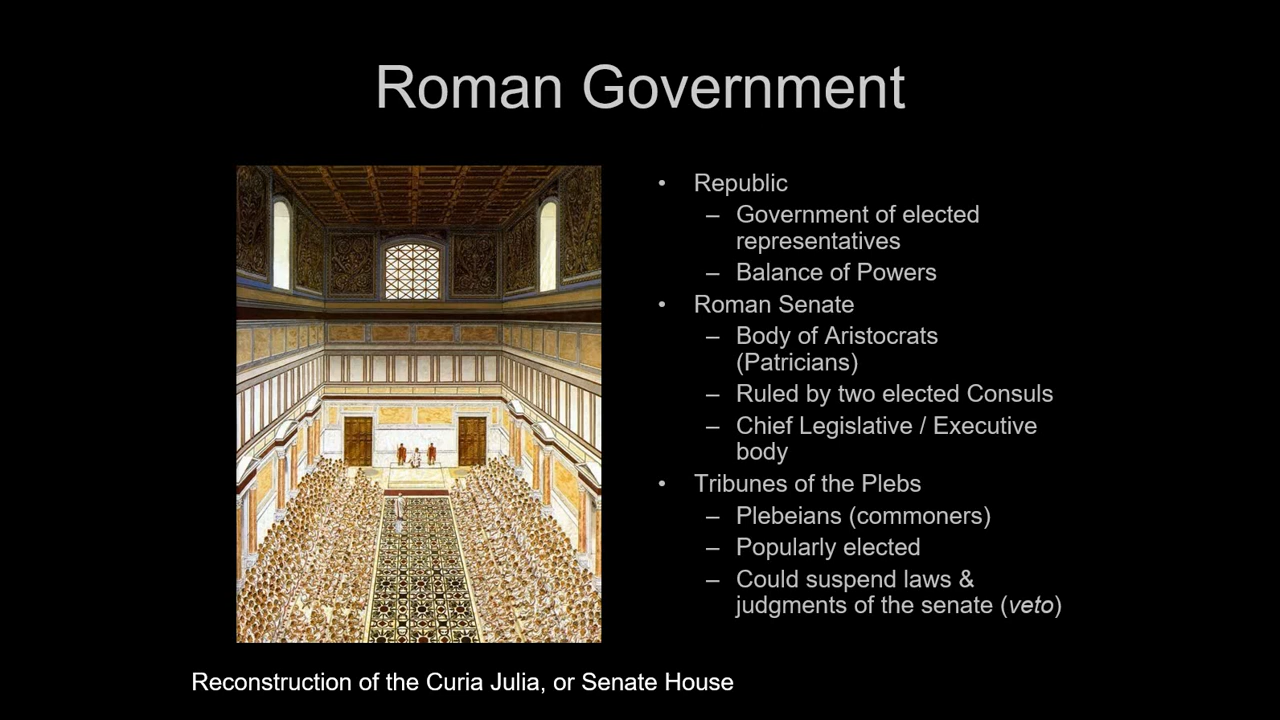 Roman Government
• Republic
– Government of elected
representatives
– Balance of Powers
• Roman Senate
– Body of Aristocrats
(Patricians)
– Ruled by two elected Consuls
– Chief Legislative / Executive
body
• Tribunes of the Plebs
– Plebeians (commoners)
– Popularly elected
– Could suspend laws &
judgments of the senate (veto)
Reconstruction of the Curia Julia, or Senate House